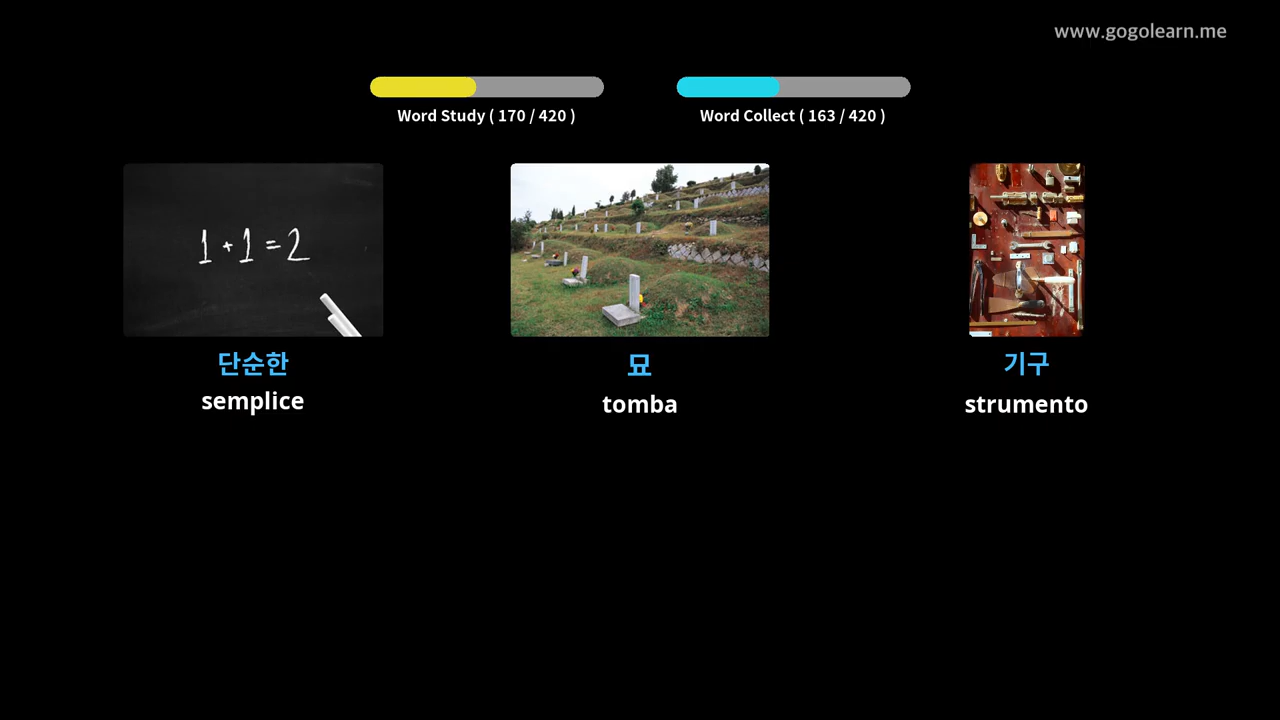 www.gogolearn.me
Word Study ( 170 / 420 )
Word Collect ( 163 / 420 )
1 + 1 = 2
단순한
semplice
묘
tomba
기구
strumento